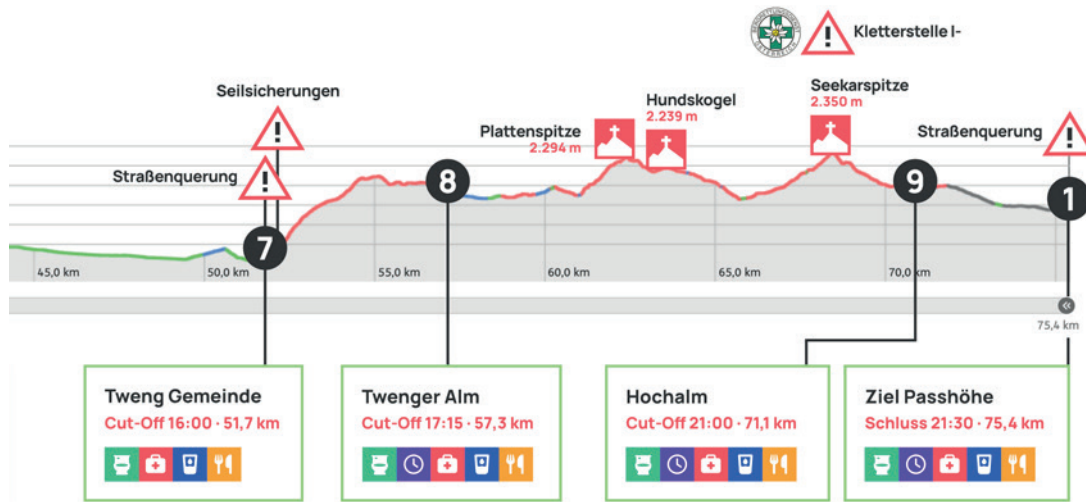 Kletterstelle I-
Seilsicherungen
Seekarspitze
2.350 m
Hundskogel
2.239 m
Plattenspitze
2.294 m
Straßenquerung
Straßenquerung
7
8
9
1
45,0 km
50,0 km
55,0 km
60,0 km
65,0 km
70,0 km
75,4 km
Tweng Gemeinde
Cut-Off 16:00 · 51,7 km
Twenger Alm
Cut-Off 17:15 · 57,3 km
Hochalm
Cut-Off 21:00 · 71,1 km
Ziel Passhöhe
Schluss 21:30 · 75,4 km